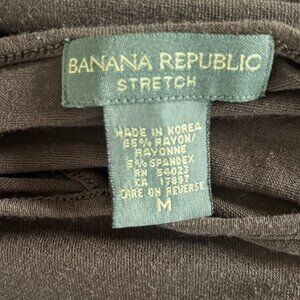 BANANA REPUBLIC
STRETCH
MADE IN KOREA
95% RAYON/
RAYONNE
5% SPANDEX
RN 54023
CA 17897
CARE ON REVERSE
M